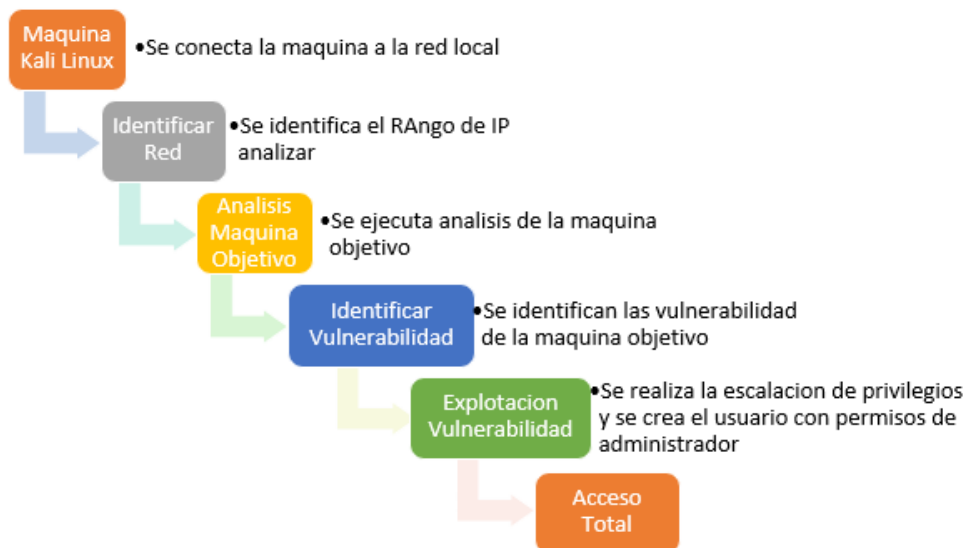 Maquina
Kali Linux
•Se conecta la maquina a la red local
Identificar
Red
•Se identifica el RAngo de IP
analizar
Analisis
Maquina
Objetivo
•Se ejecuta analisis de la maquina
objetivo
Identificar
Vulnerabilidad
•Se identifican las vulnerabilidad
de la maquina objetivo
Explotacion
Vulnerabilidad
•Se realiza la escalacion de privilegios
y se crea el usuario con permisos de
administrador
Acceso
Total